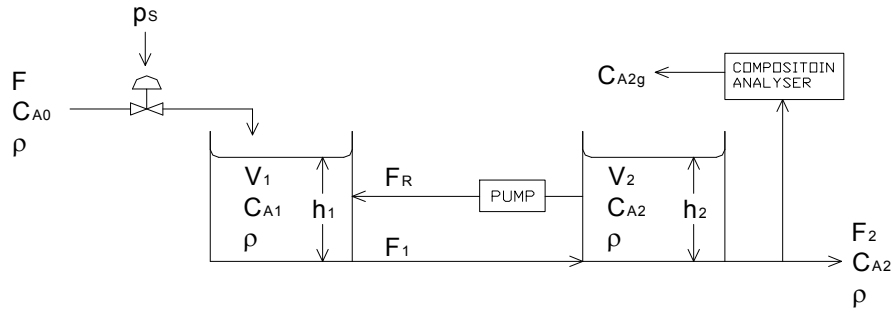 pS
F
CA0
ρ
V1
CA1
ρ
h1
FR
F1
PUMP
V2
CA2
ρ
h2
CA2g
COMPOSITOIN
ANALYSER
F2
CA2
ρ